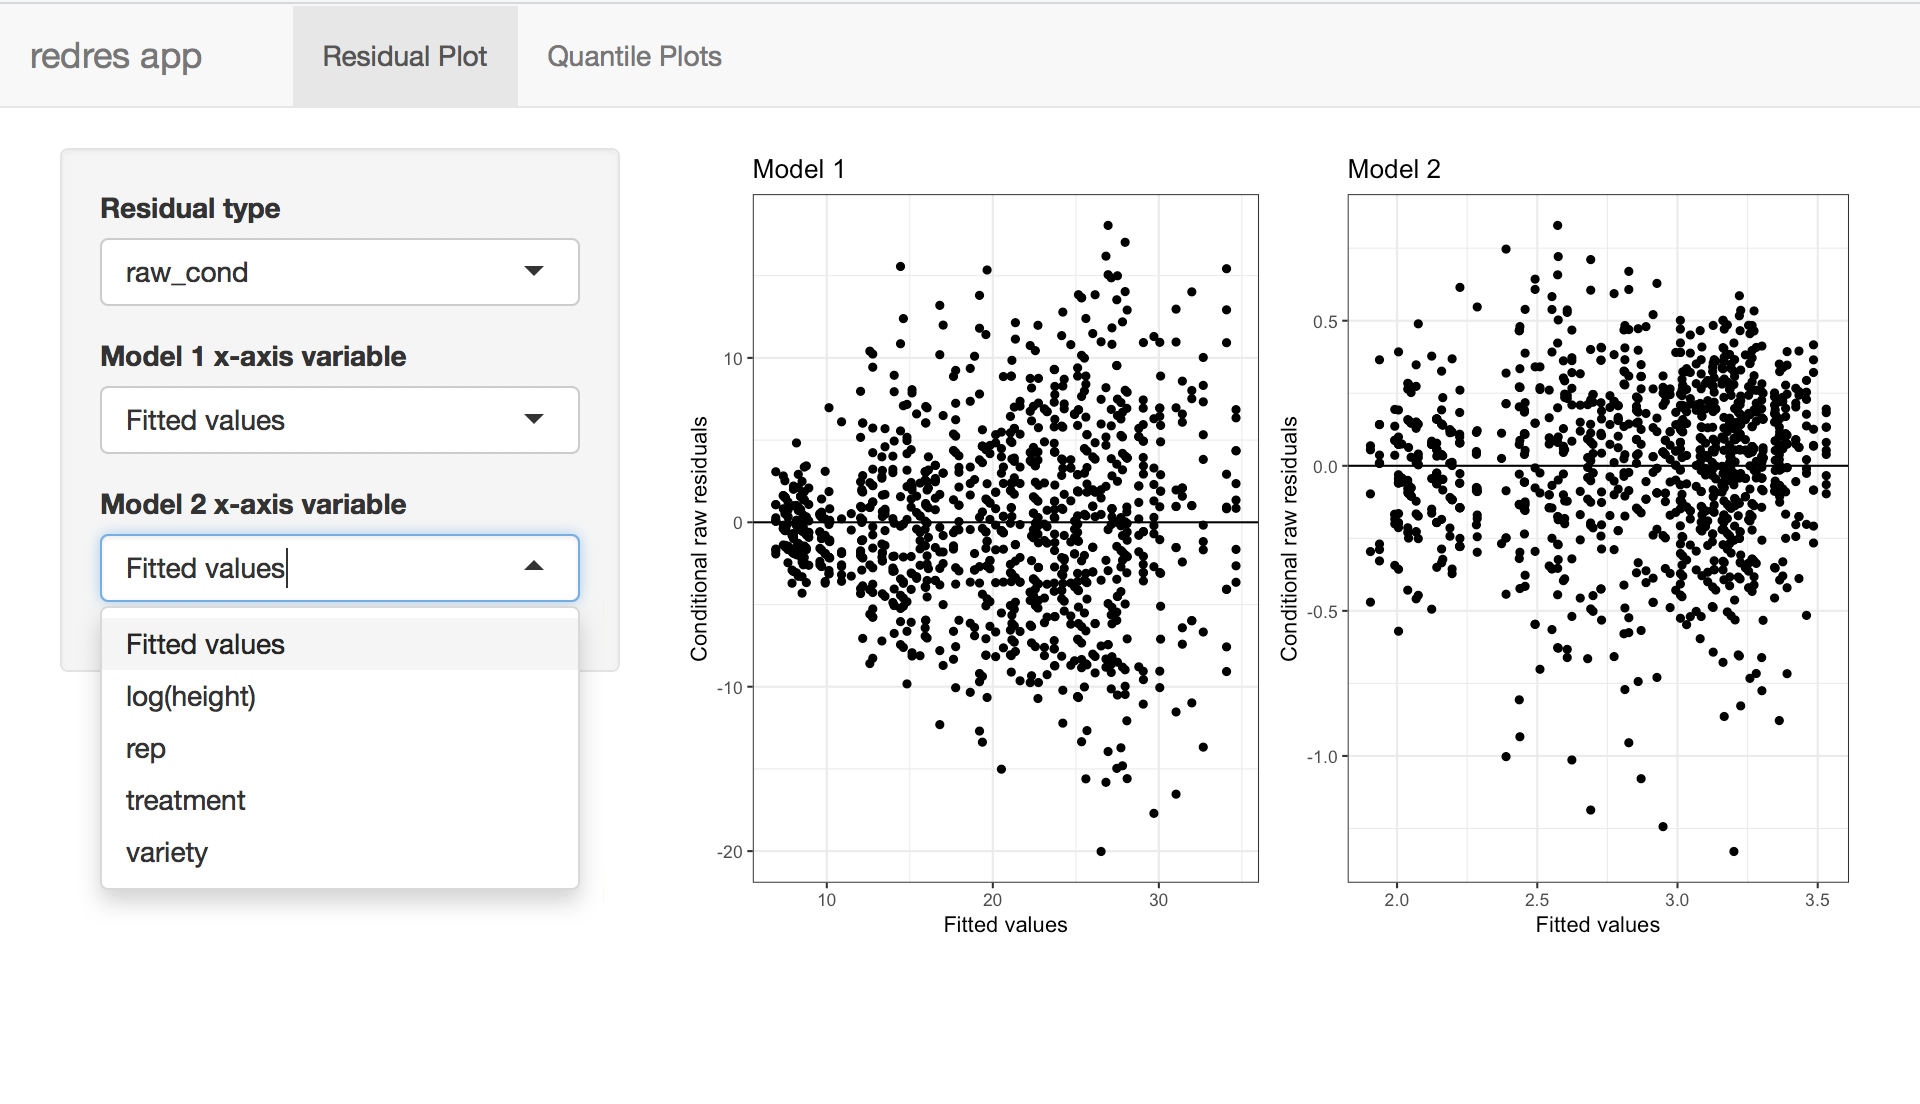 redres app
Residual Plot
Quantile Plots
Residual type
raw_cond
Model 1 x-axis variable
Fitted values
Model 2 x-axis variable
Fitted values
Fitted values
log(height)
rep
treatment
variety
Model 1
Conditional raw residuals
10
0
-10
-20
10 20 30
Fitted values
Model 2
Conditional raw residuals
0.5
0.0
-0.5
-1.0
2.0 2.5 3.0 3.5
Fitted values